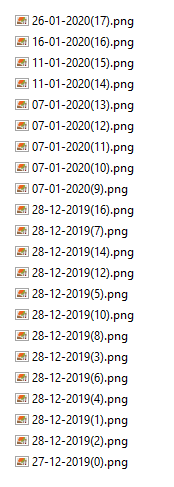 26-01-2020(17).png
16-01-2020(16).png
11-01-2020(15).png
11-01-2020(14).png
07-01-2020(13).png
07-01-2020(12).png
07-01-2020(11).png
07-01-2020(10).png
07-01-2020(9).png
28-12-2019(16).png
28-12-2019(7).png
28-12-2019(14).png
28-12-2019(12).png
28-12-2019(5).png
28-12-2019(10).png
28-12-2019(8).png
28-12-2019(3).png
28-12-2019(6).png
28-12-2019(4).png
28-12-2019(1).png
28-12-2019(2).png
27-12-2019(0).png